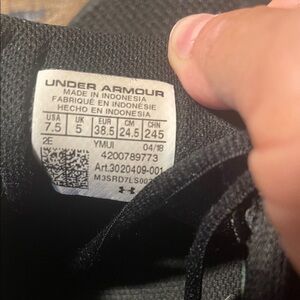 UNDER ARMOUR
MADE IN INDONESIA
FABRIQUÉ EN INDONÉSIE
HECHO EN INDONESIA
USA UK EUR CM CHN
7.5 5 38.5 24.5 245
2E YMUI 04/18
4200789773
Art.3020409-001